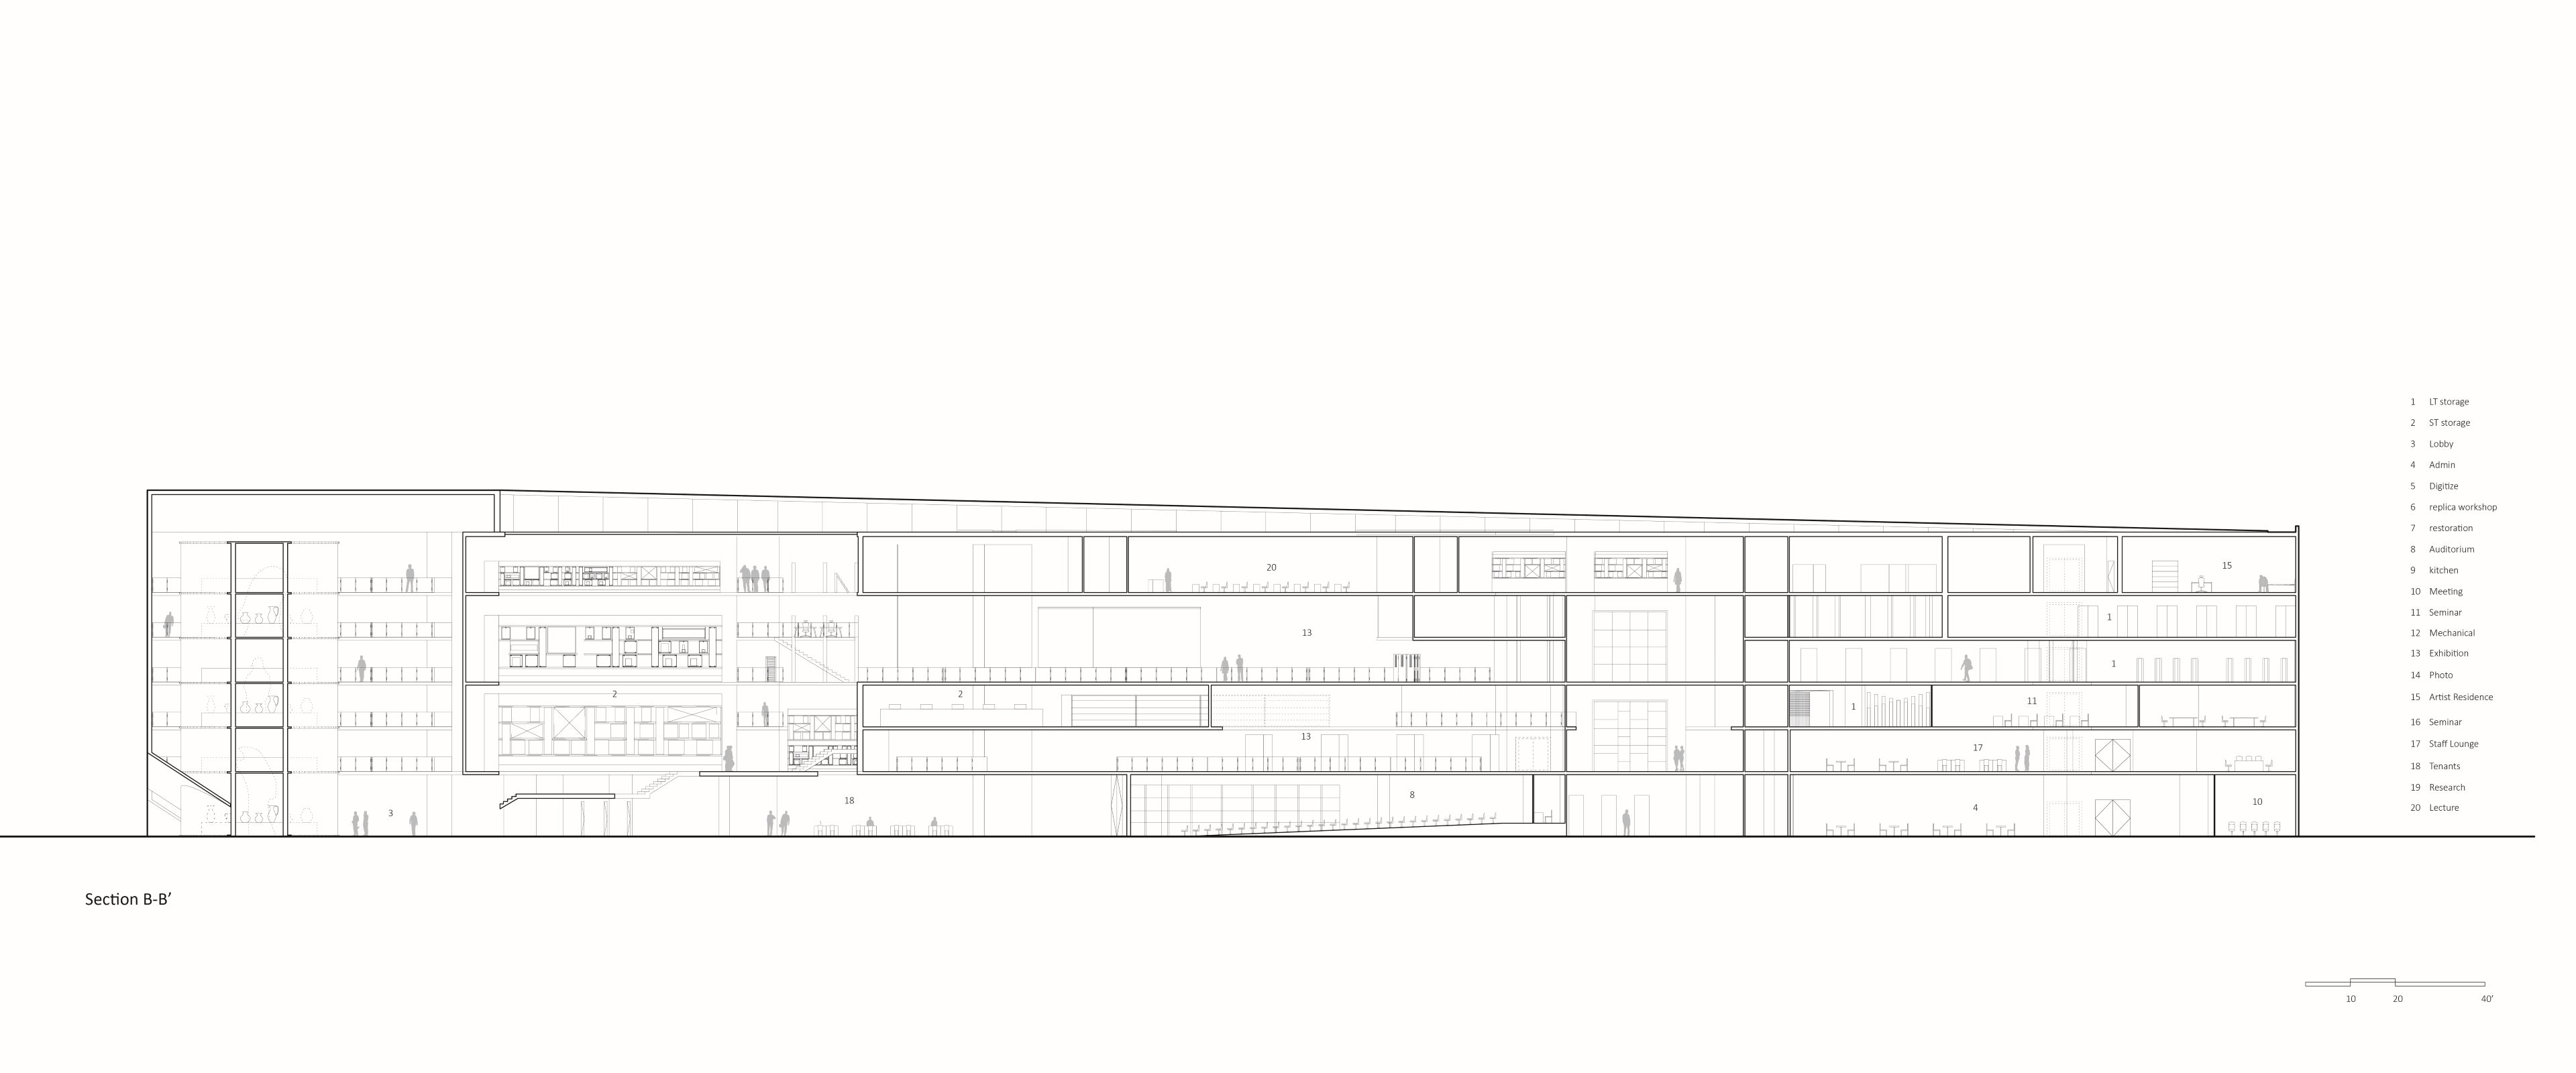 1 LT storage
2 ST storage
3 Lobby
4 Admin
5 Digitize
6 replica workshop
7 restoration
8 Auditorium
9 kitchen
10 Meeting
11 Seminar
12 Mechanical
13 Exhibition
14 Photo
15 Artist Residence
16 Seminar
17 Staff Lounge
18 Tenants
19 Research
20 Lecture
20
15
13
1
1
2
2
1
11
13
17
3
18
8
4
10
Section B-B’
10 20 40’